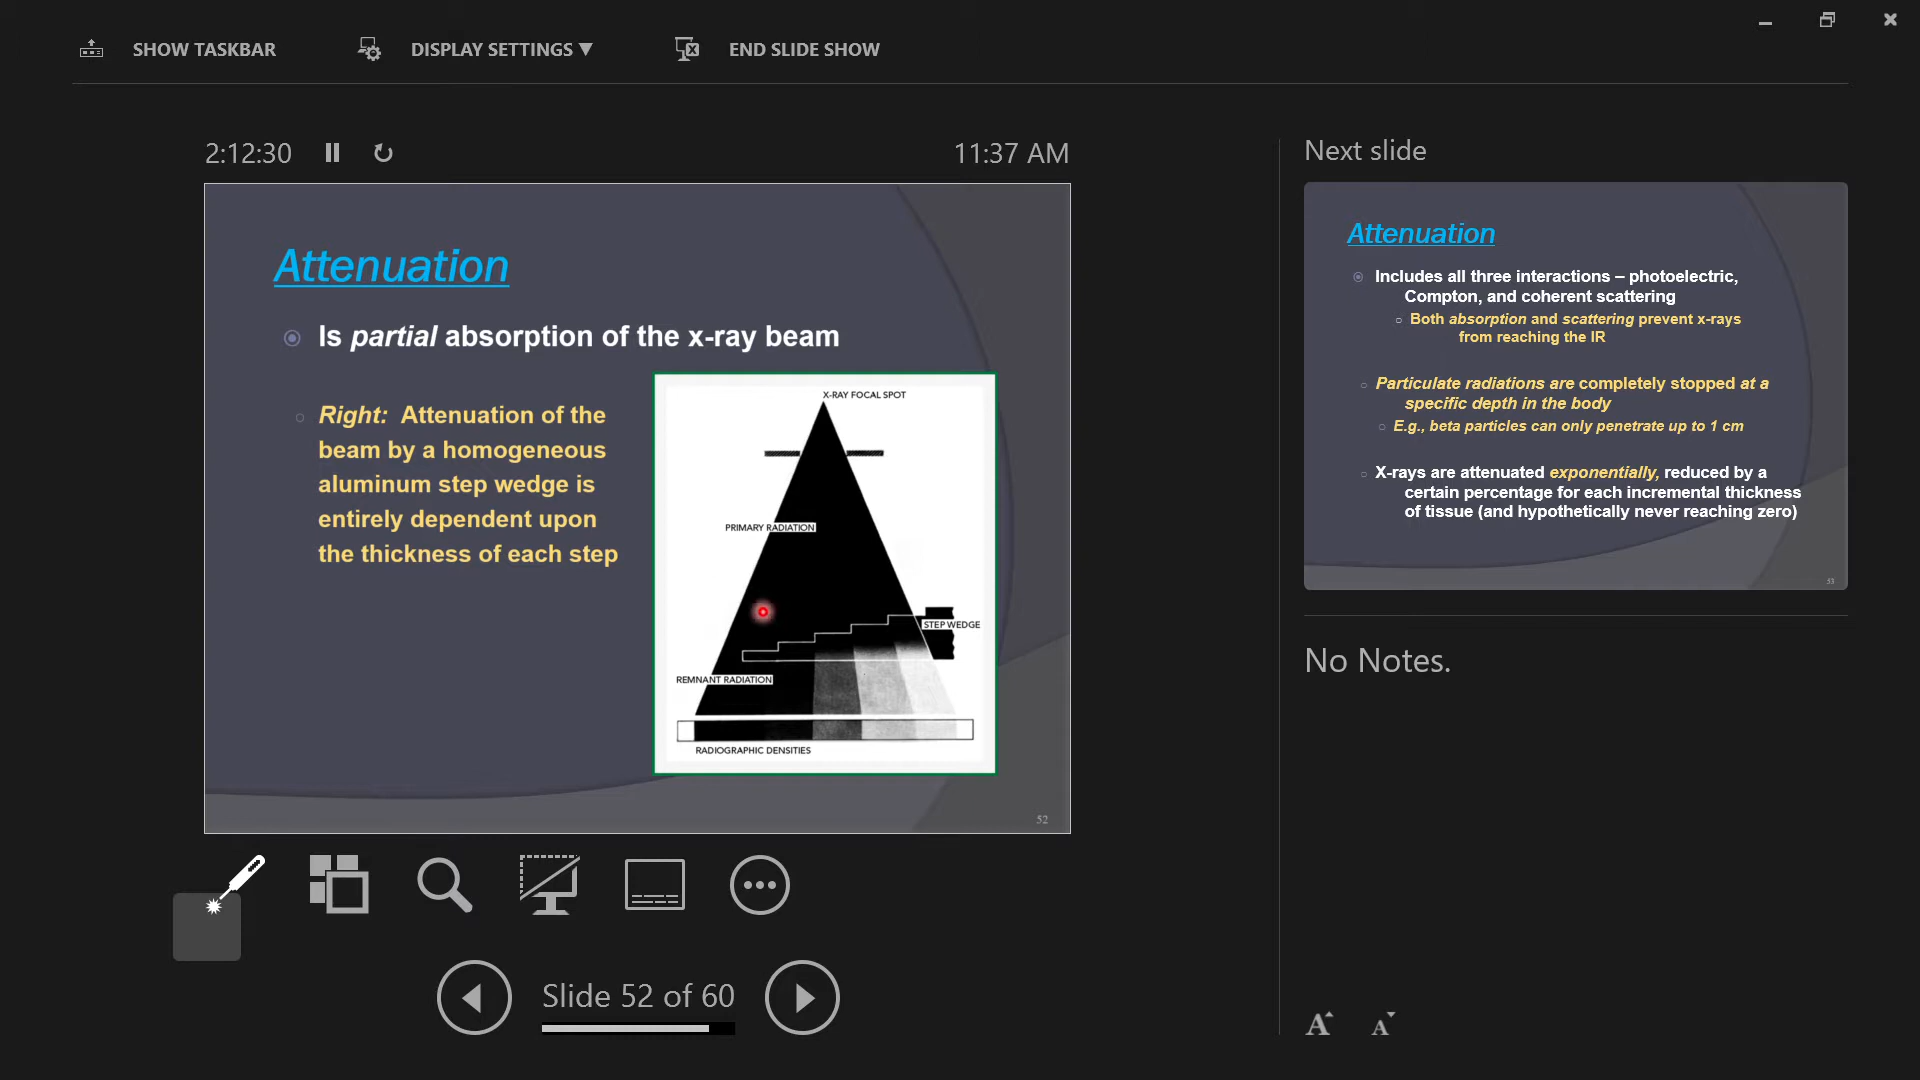 SHOW TASKBAR
DISPLAY SETTINGS ▼
END SLIDE SHOW
2:12:30
11:37 AM
Attenuation
Is partial absorption of the x-ray beam
Right: Attenuation of the
beam by a homogeneous
aluminum step wedge is
entirely dependent upon
the thickness of each step
X-RAY FOCAL SPOT
PRIMARY RADIATION
STEP WEDGE
REMNANT RADIATION
RADIOGRAPHIC DENSITIES
52
Slide 52 of 60
Next slide
Attenuation
Includes all three interactions – photoelectric,
Compton, and coherent scattering
Both absorption and scattering prevent x-rays
from reaching the IR
Particulate radiations are completely stopped at a
specific depth in the body
E.g., beta particles can only penetrate up to 1 cm
X-rays are attenuated exponentially, reduced by a
certain percentage for each incremental thickness
of tissue (and hypothetically never reaching zero)
53
No Notes.
A
A